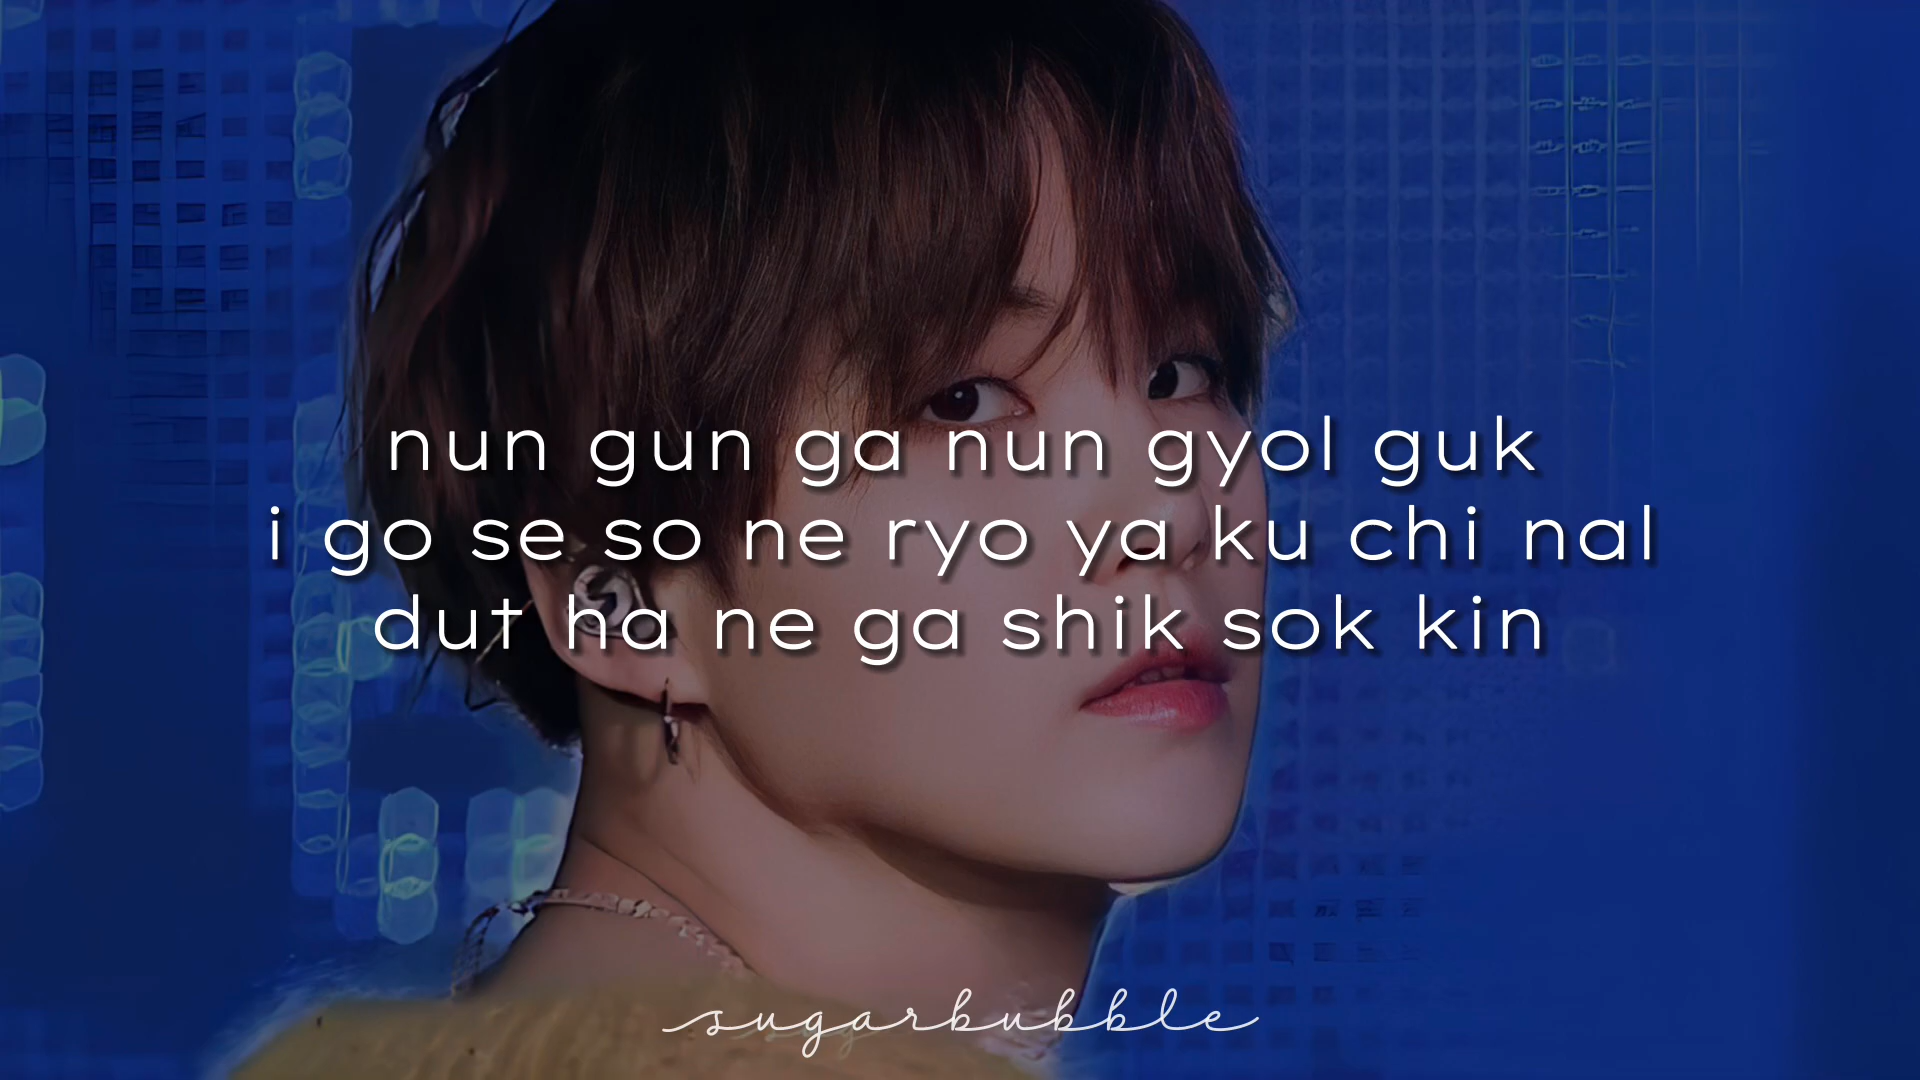 nun gun ga nun gyol guk
i go se so ne ryo ya ku chi nal
dut ha ne ga shik sok kin
sugarbubble